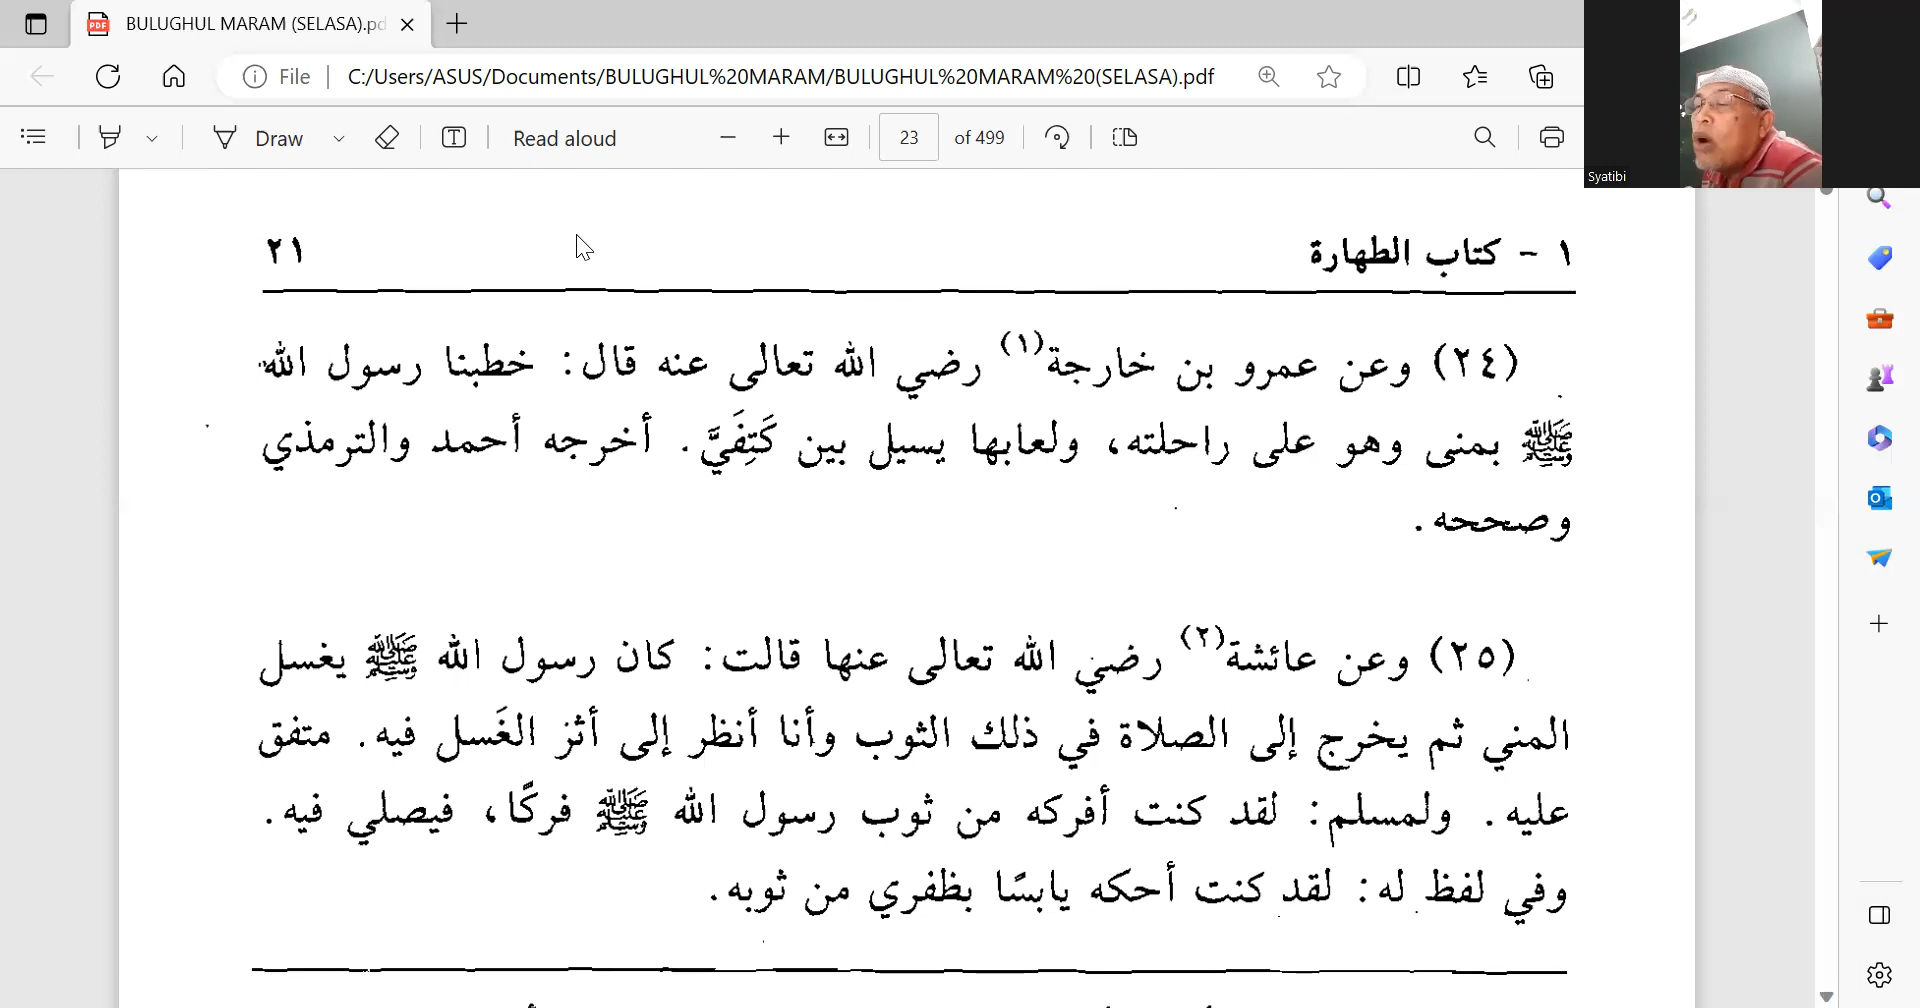 BULUGHUL MARAM (SELASA).pd
File
C:/Users/ASUS/Documents/BULUGHUL%20MARAM/BULUGHUL%20MARAM%20(SELASA).pdf
Draw
Read aloud
23
of 499
Syatibi
١ - كتاب الطهارة ٢١
(٢٤) وعن عمرو بن خارجة(١) رضي الله تعالى عنه قال: خطبنا رسول الله
ﷺ بمنى وهو على راحلته، ولعابها يسيل بين كَتِفَيَّ. أخرجه أحمد والترمذي
وصححه.
(٢٥) وعن عائشة(٢) رضي الله تعالى عنها قالت: كان رسول الله ﷺ يغسل
المني ثم يخرج إلى الصلاة في ذلك الثوب وأنا أنظر إلى أثر الغَسل فيه. متفق
عليه. ولمسلم: لقد كنت أفركه من ثوب رسول الله ﷺ فركًا، فيصلي فيه.
وفي لفظ له: لقد كنت أحكه يابسًا بظفري من ثوبه.